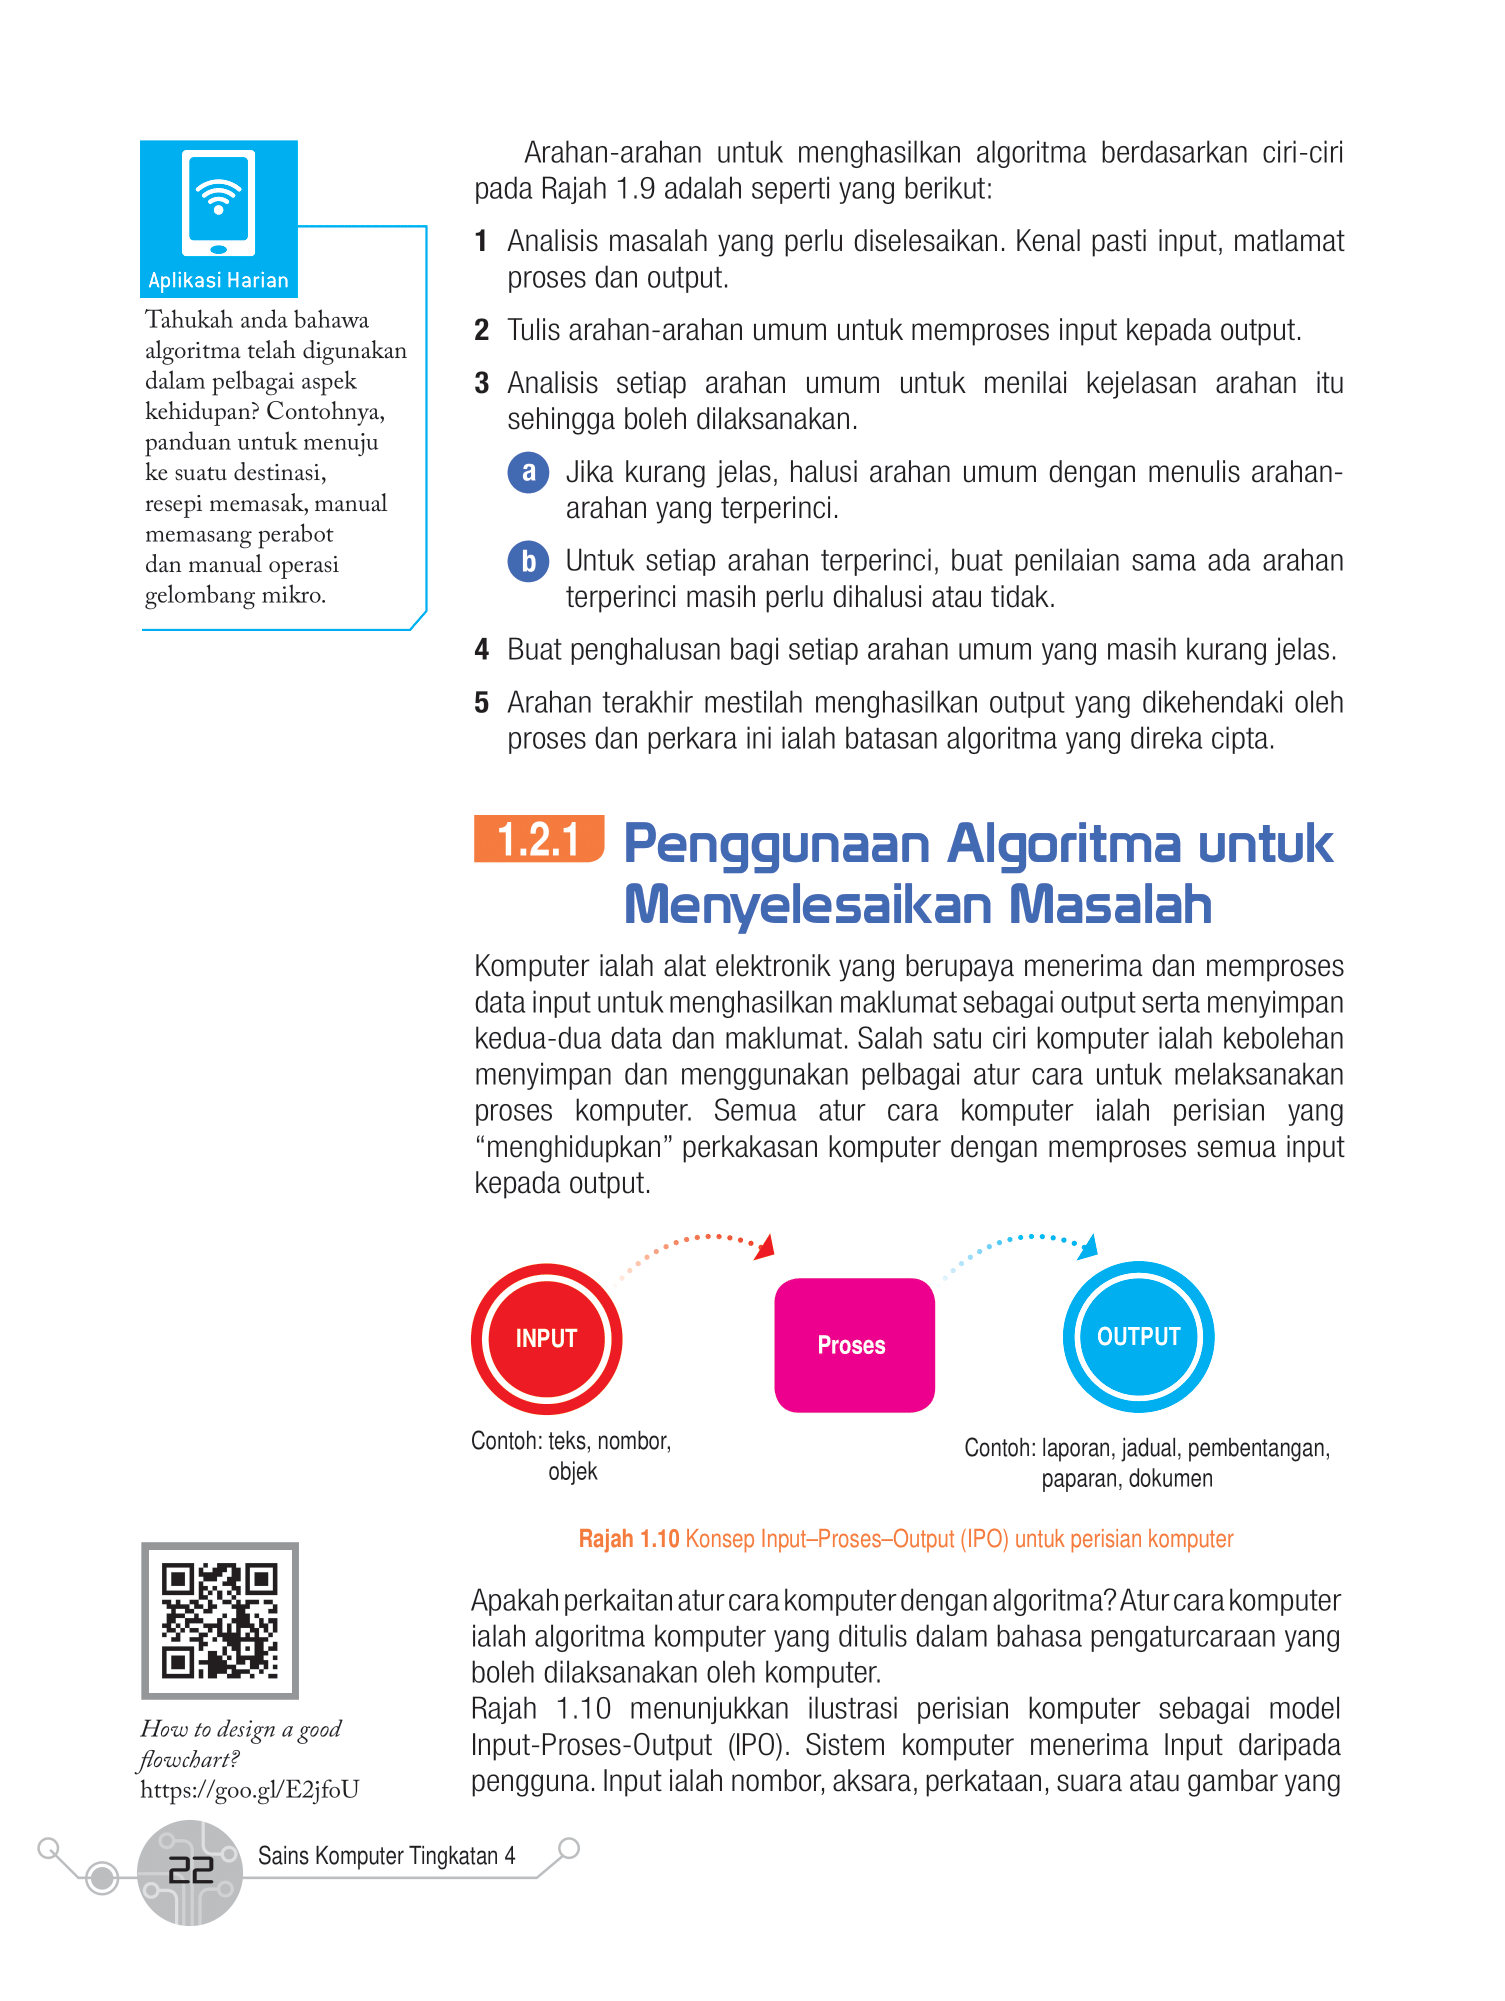 Aplikasi Harian
Tahukah anda bahawa
algoritma telah digunakan
dalam pelbagai aspek
kehidupan? Contohnya,
panduan untuk menuju
ke suatu destinasi,
resepi memasak, manual
memasang perabot
dan manual operasi
gelombang mikro.
Arahan-arahan untuk menghasilkan algoritma berdasarkan ciri-ciri
pada Rajah 1.9 adalah seperti yang berikut:
1 Analisis masalah yang perlu diselesaikan. Kenal pasti input, matlamat
proses dan output.
2 Tulis arahan-arahan umum untuk memproses input kepada output.
3 Analisis setiap arahan umum untuk menilai kejelasan arahan itu
sehingga boleh dilaksanakan.
a Jika kurang jelas, halusi arahan umum dengan menulis arahan-
arahan yang terperinci.
b Untuk setiap arahan terperinci, buat penilaian sama ada arahan
terperinci masih perlu dihalusi atau tidak.
4 Buat penghalusan bagi setiap arahan umum yang masih kurang jelas.
5 Arahan terakhir mestilah menghasilkan output yang dikehendaki oleh
proses dan perkara ini ialah batasan algoritma yang direka cipta.
1.2.1 Penggunaan Algoritma untuk
Menyelesaikan Masalah
Komputer ialah alat elektronik yang berupaya menerima dan memproses
data input untuk menghasilkan maklumat sebagai output serta menyimpan
kedua-dua data dan maklumat. Salah satu ciri komputer ialah kebolehan
menyimpan dan menggunakan pelbagai atur cara untuk melaksanakan
proses komputer. Semua atur cara komputer ialah perisian yang
“menghidupkan” perkakasan komputer dengan memproses semua input
kepada output.
INPUT
Proses
OUTPUT
Contoh: teks, nombor,
objek
Contoh: laporan, jadual, pembentangan,
paparan, dokumen
Rajah 1.10 Konsep Input–Proses–Output (IPO) untuk perisian komputer
Apakah perkaitan atur cara komputer dengan algoritma? Atur cara komputer
ialah algoritma komputer yang ditulis dalam bahasa pengaturcaraan yang
boleh dilaksanakan oleh komputer.
Rajah 1.10 menunjukkan ilustrasi perisian komputer sebagai model
Input-Proses-Output (IPO). Sistem komputer menerima Input daripada
pengguna. Input ialah nombor, aksara, perkataan, suara atau gambar yang
How to design a good
flowchart?
https://goo.gl/E2jfoU
22
Sains Komputer Tingkatan 4